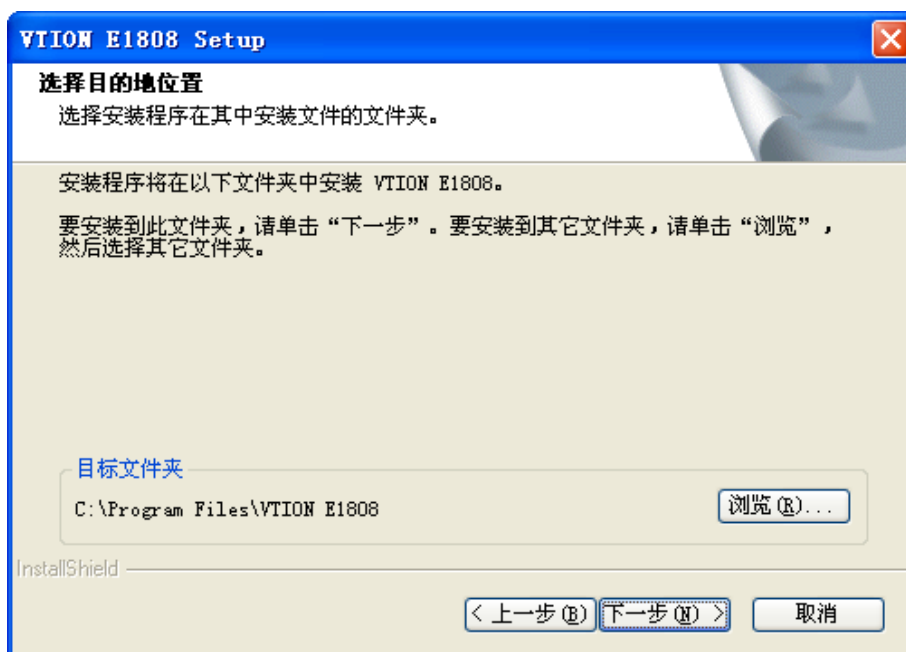 VTION E1808 Setup
选择目的地位置
选择安装程序在其中安装文件的文件夹。
安装程序将在以下文件夹中安装 VTION E1808。
要安装到此文件夹，请单击“下一步”。要安装到其它文件夹，请单击“浏览”，
然后选择其它文件夹。
目标文件夹
C:\Program Files\VTION E1808
浏览(R)...
InstallShield
< 上一步(B)
下一步(N) >
取消